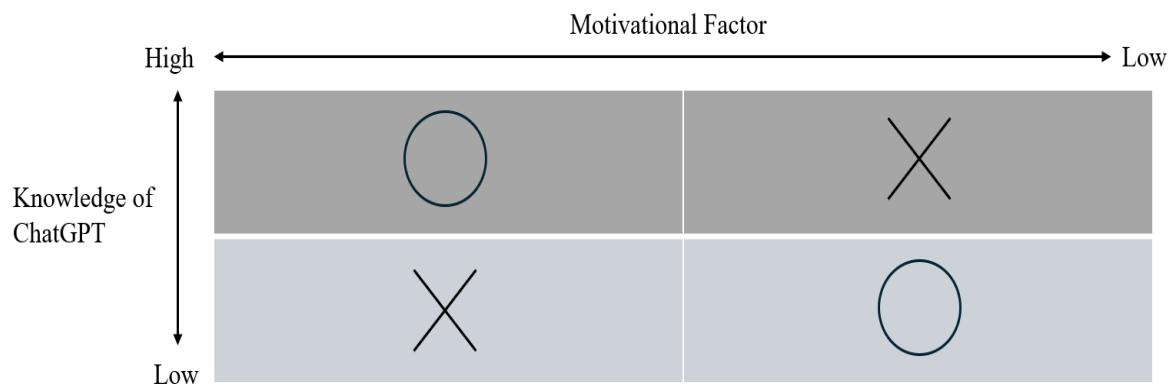 Motivational Factor
High
Low
Knowledge of
ChatGPT
Low